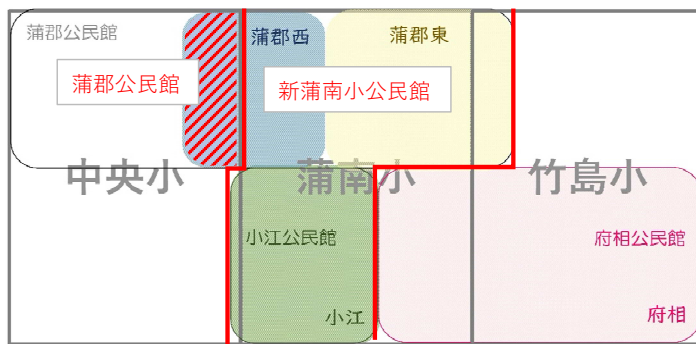 蒲郡公民館
蒲郡西
蒲郡東
蒲郡公民館
新蒲南小公民館
中央小
蒲南小
竹島小
小江公民館
府相公民館
小江
府相